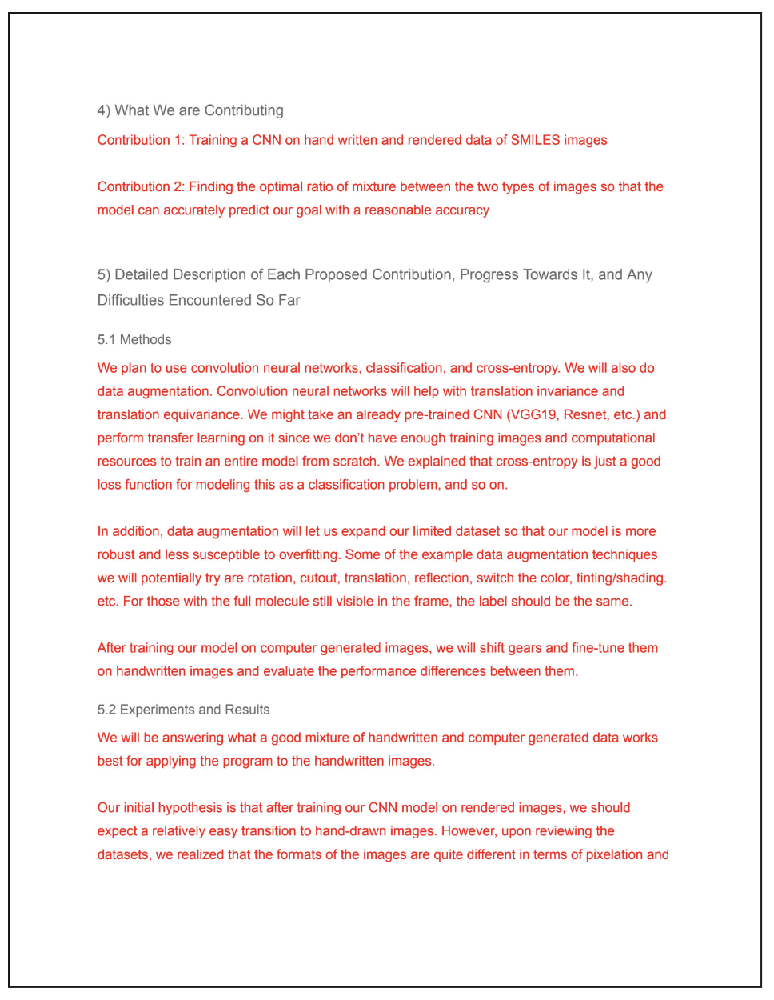 4) What We are Contributing
Contribution 1: Training a CNN on hand written and rendered data of SMILES images
Contribution 2: Finding the optimal ratio of mixture between the two types of images so that the
model can accurately predict our goal with a reasonable accuracy
5) Detailed Description of Each Proposed Contribution, Progress Towards It, and Any
Difficulties Encountered So Far
5.1 Methods
We plan to use convolution neural networks, classification, and cross-entropy. We will also do
data augmentation. Convolution neural networks will help with translation invariance and
translation equivariance. We might take an already pre-trained CNN (VGG19, Resnet, etc.) and
perform transfer learning on it since we don't have enough training images and computational
resources to train an entire model from scratch. We explained that cross-entropy is just a good
loss function for modeling this as a classification problem, and so on.
In addition, data augmentation will let us expand our limited dataset so that our model is more
robust and less susceptible to overfitting. Some of the example data augmentation techniques
we will potentially try are rotation, cutout, translation, reflection, switch the color, tinting/shading.
etc. For those with the full molecule still visible in the frame, the label should be the same.
After training our model on computer generated images, we will shift gears and fine-tune them
on handwritten images and evaluate the performance differences between them.
5.2 Experiments and Results
We will be answering what a good mixture of handwritten and computer generated data works
best for applying the program to the handwritten images.
Our initial hypothesis is that after training our CNN model on rendered images, we should
expect a relatively easy transition to hand-drawn images. However, upon reviewing the
datasets, we realized that the formats of the images are quite different in terms of pixelation and